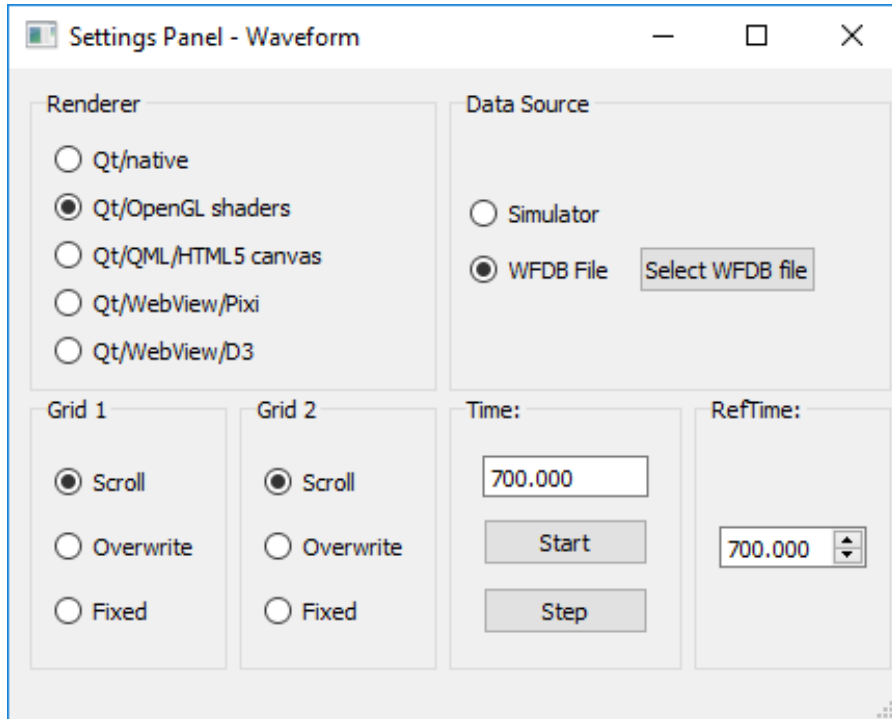 Settings Panel - Waveform
Renderer
Qt/native
Qt/OpenGL shaders
Qt/QML/HTML5 canvas
Qt/WebView/Pixi
Qt/WebView/D3
Data Source
Simulator
WFDB File Select WFDB file
Grid 1
Scroll
Overwrite
Fixed
Grid 2
Scroll
Overwrite
Fixed
Time:
700.000
Start
Step
RefTime:
700.000